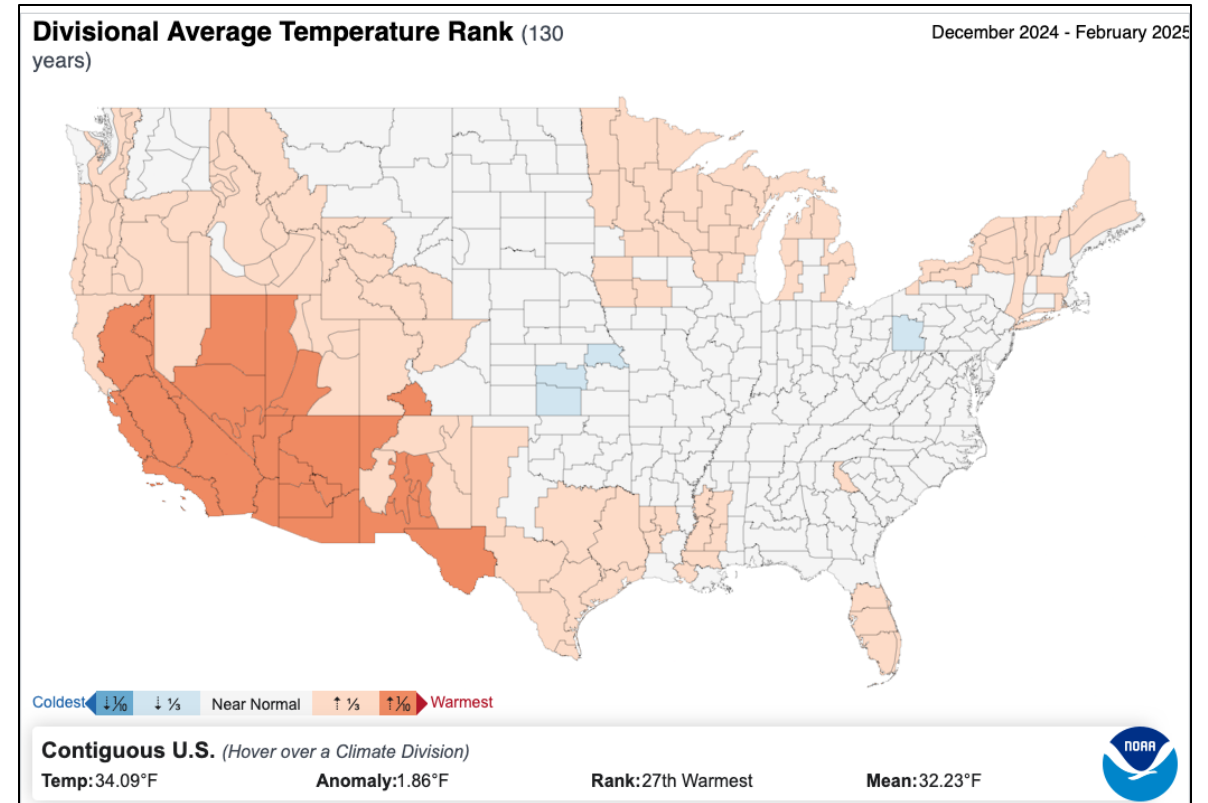 Divisional Average Temperature Rank (130
years)
December 2024 - February 2025
Coldest ↓⅒ ↓ ⅓ Near Normal ↑ ⅓ ↑⅒ Warmest
Contiguous U.S. (Hover over a Climate Division)
Temp:34.09°F Anomaly:1.86°F Rank:27th Warmest Mean:32.23°F
NOAA